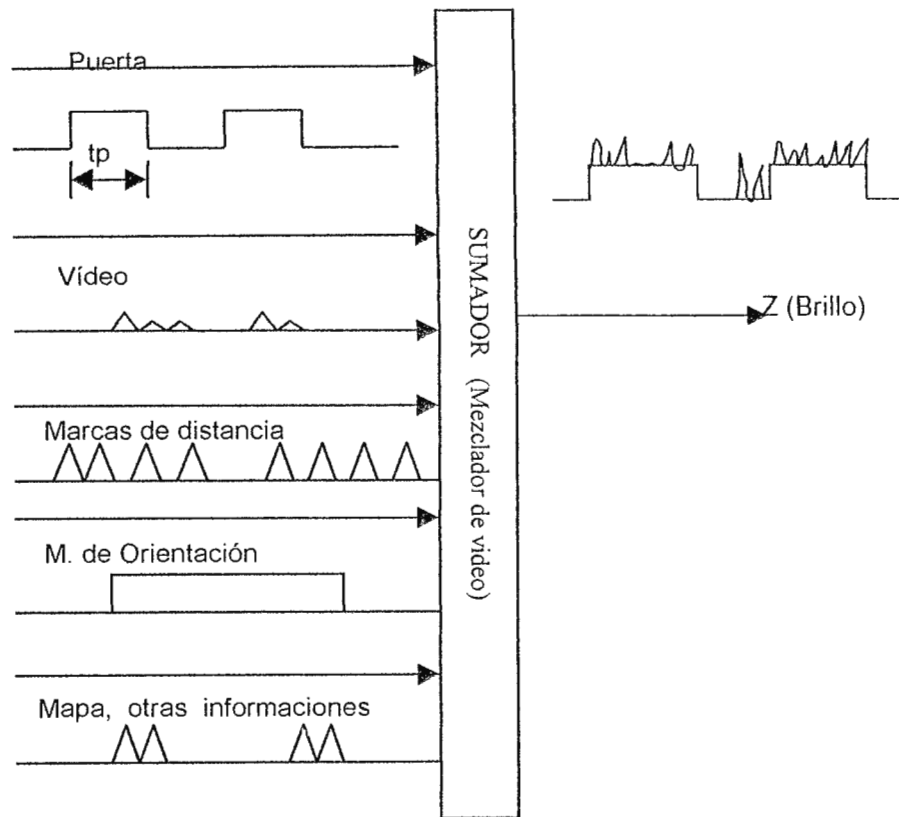 Puerta
tp
Vídeo
Marcas de distancia
M. de Orientación
Mapa, otras informaciones
SUMADOR (Mezclador de video)
Z (Brillo)